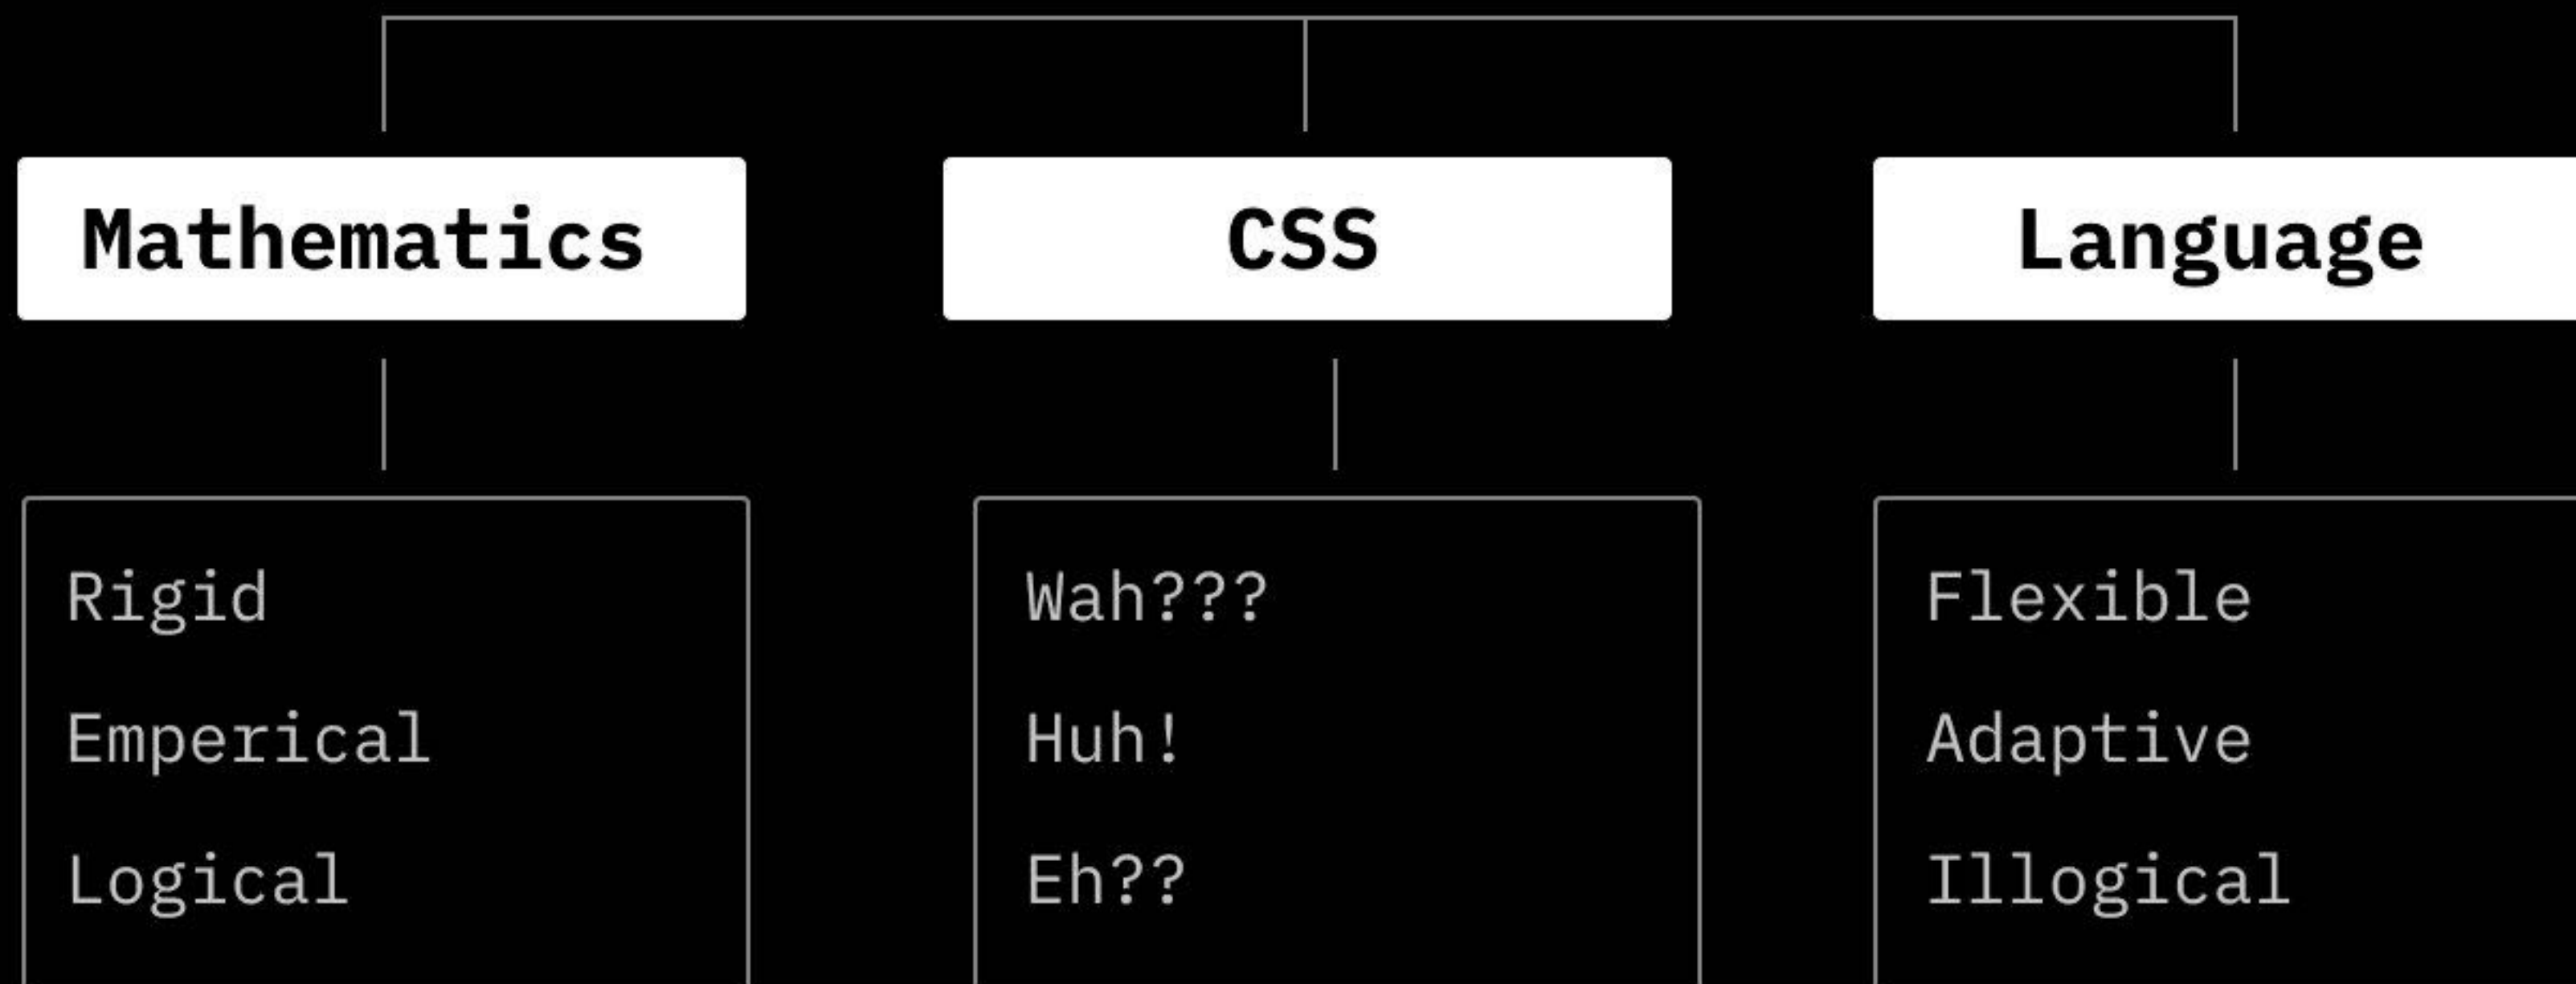 Mathematics
Rigid
Emperical
Logical
CSS
Wah???
Huh!
Eh??
Language
Flexible
Adaptive
Illogical